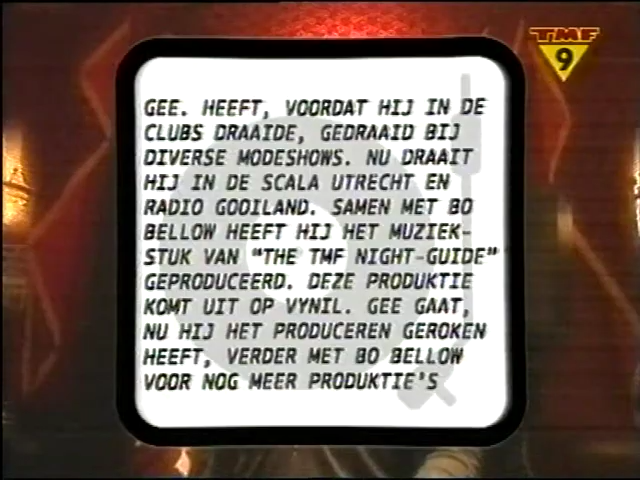 TMF
9
GEE. HEEFT, VOORDAT HIJ IN DE
CLUBS DRAAIDE, GEDRAAID BIJ
DIVERSE MODESHOWS. NU DRAAIT
HIJ IN DE SCALA UTRECHT EN
RADIO GOOILAND. SAMEN MET BO
BELLOW HEEFT HIJ HET MUZIEK-
STUK VAN "THE TMF NIGHT-GUIDE"
GEPRODUCEERD. DEZE PRODUKTIE
KOMT UIT OP VYNIL. GEE GAAT,
NU HIJ HET PRODUCEREN GEROKEN
HEEFT, VERDER MET BO BELLOW
VOOR NOG MEER PRODUKTIE'S